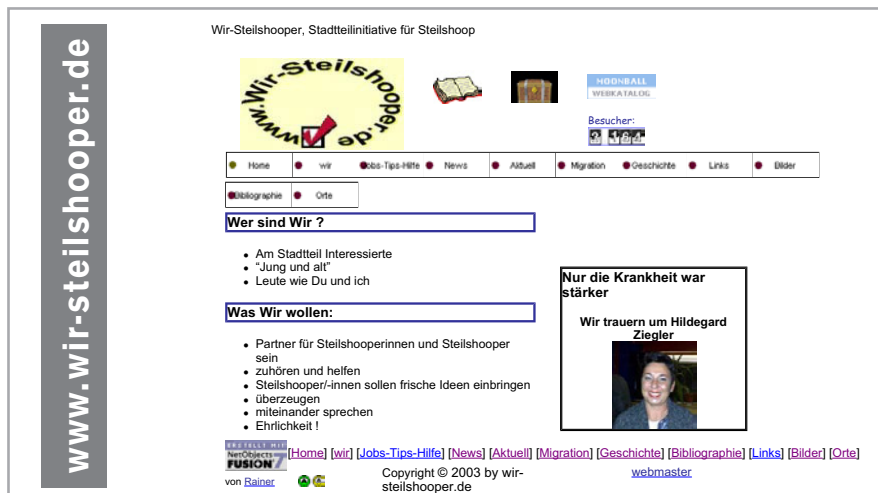 www.wir-steilshooper.de
Wir-Steilshooper, Stadtteilinitiative für Steilshoop
www.Wir-Steilshooper.de
MOONBALL
WEBKATALOG
Besucher:
164
Home wir Jobs-Tips-Hilfe News Aktuell Migration Geschichte Links Bilder
Bibliographie Orte
Wer sind Wir ?
Am Stadtteil Interessierte
“Jung und alt”
Leute wie Du und ich
Nur die Krankheit war
stärker
Wir trauern um Hildegard
Ziegler
Was Wir wollen:
Partner für Steilshooperinnen und Steilshooper
sein
zuhören und helfen
Steilshooper/-innen sollen frische Ideen einbringen
überzeugen
miteinander sprechen
Ehrlichkeit !
ERSTELLT MIT
NetObjects
FUSION 7
[Home] [wir] [Jobs-Tips-Hilfe] [News] [Aktuell] [Migration] [Geschichte] [Bibliographie] [Links] [Bilder] [Orte]
von Rainer
Copyright © 2003 by wir-
steilshooper.de
webmaster